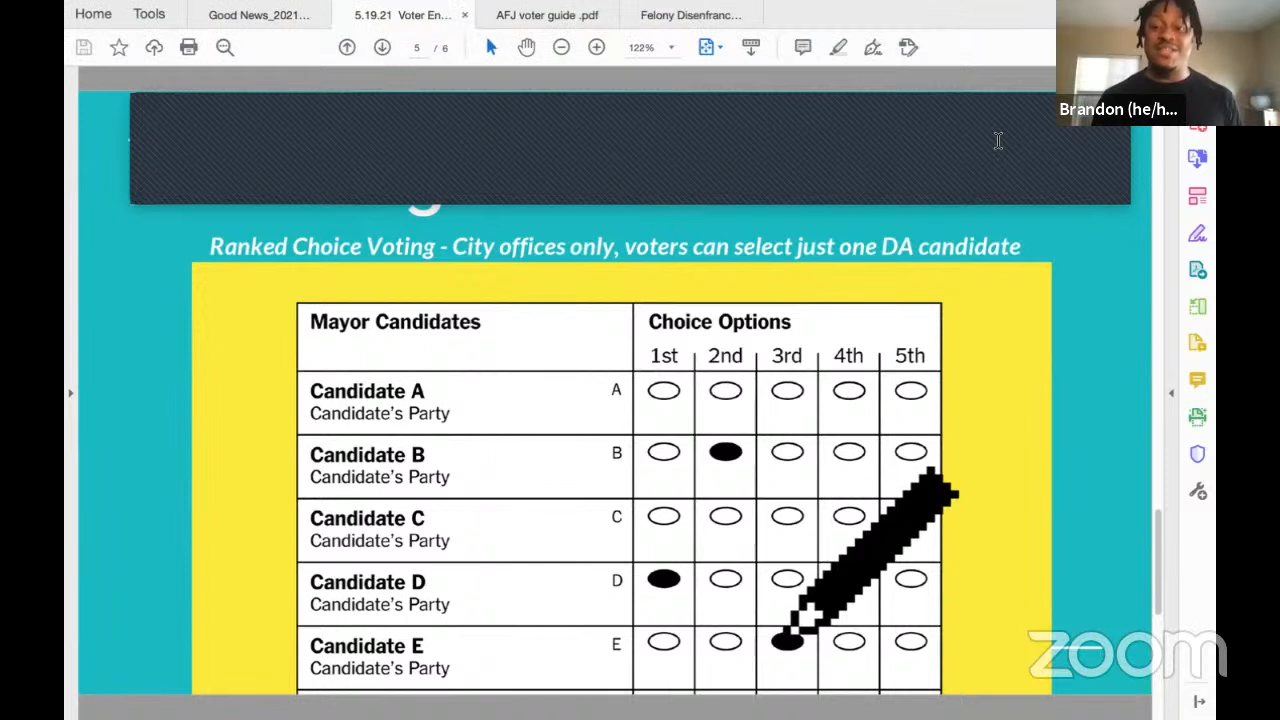 Home Tools Good News_2021... 5.19.21 Voter En... × AFJ voter guide .pdf Felony Disenfranc...
5 / 6 122%
Brandon (he/h...
Ranked Choice Voting - City offices only, voters can select just one DA candidate
Mayor Candidates Choice Options
1st 2nd 3rd 4th 5th
Candidate A A
Candidate's Party
Candidate B B
Candidate's Party
Candidate C C
Candidate's Party
Candidate D D
Candidate's Party
Candidate E E
Candidate's Party
zoom